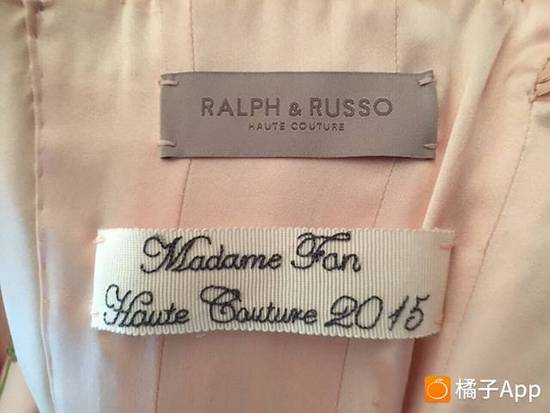 RALPH & RUSSO
HAUTE COUTURE
Madame Fan
Haute Couture 2015
橘子App